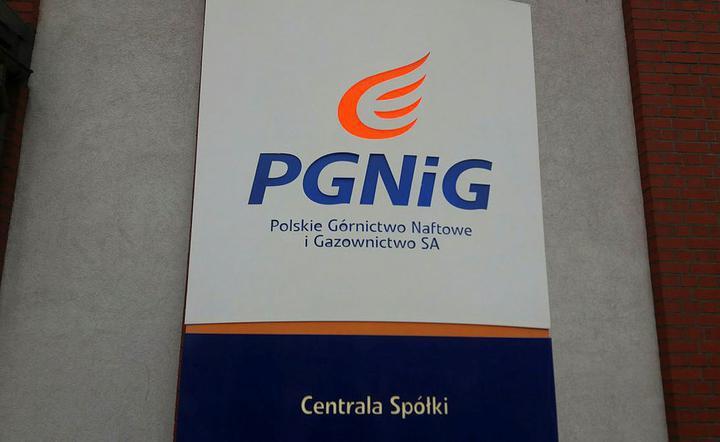 PGNiG
Polskie Górnictwo Naftowe
i Gazownictwo SA
Centrala Spółki